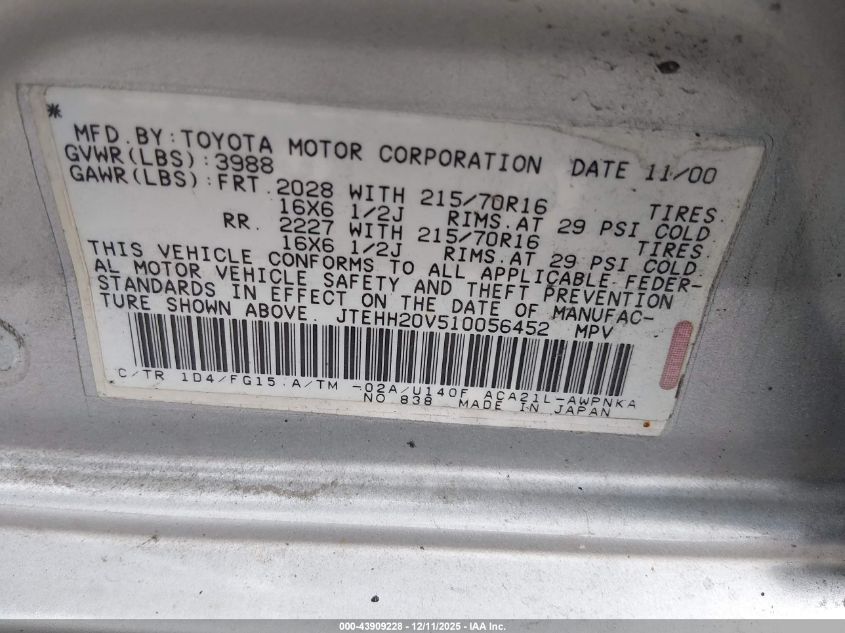 *
MFD.BY:TOYOTA MOTOR CORPORATION DATE 11/00
GVWR(LBS):3988
GAWR(LBS):FRT. 2028 WITH 215/70R16 TIRES.
16X6 1/2J RIMS.AT 29 PSI COLD
RR. 2227 WITH 215/70R16 TIRES.
16X6 1/2J RIMS.AT 29 PSI COLD
THIS VEHICLE CONFORMS TO ALL APPLICABLE FEDER-
AL MOTOR VEHICLE SAFETY AND THEFT PREVENTION
STANDARDS IN EFFECT ON THE DATE OF MANUFAC-
TURE SHOWN ABOVE. JTEHH20V510056452 MPV
C/TR 1D4/FG15 A/TM -02A/U140F ACA21L-AWPNKA
NO 838 MADE IN JAPAN
000-43909228 - 12/11/2025 - IAA Inc.